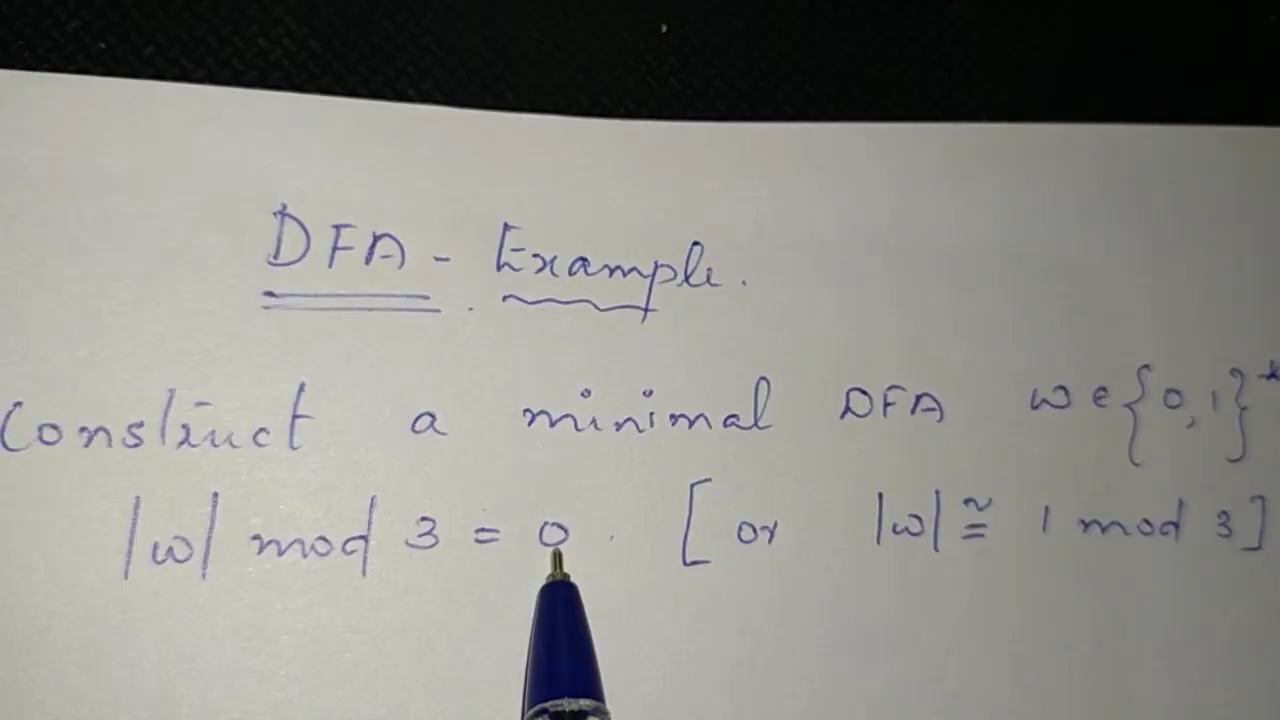 DFA - Example.
Construct a minimal DFA w ∈ {0,1}*
|w| mod 3 = 0. [or |w| ≅ 1 mod 3]